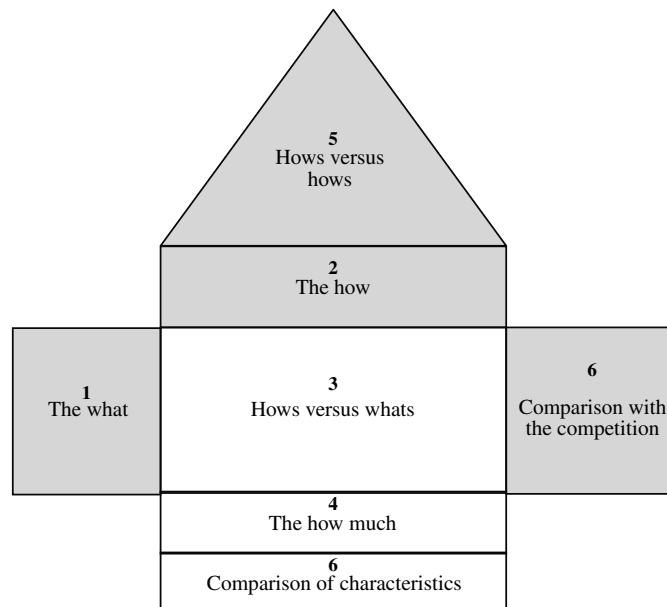 5
Hows versus
hows
2
The how
1
The what
3
Hows versus whats
6
Comparison with
the competition
4
The how much
6
Comparison of characteristics